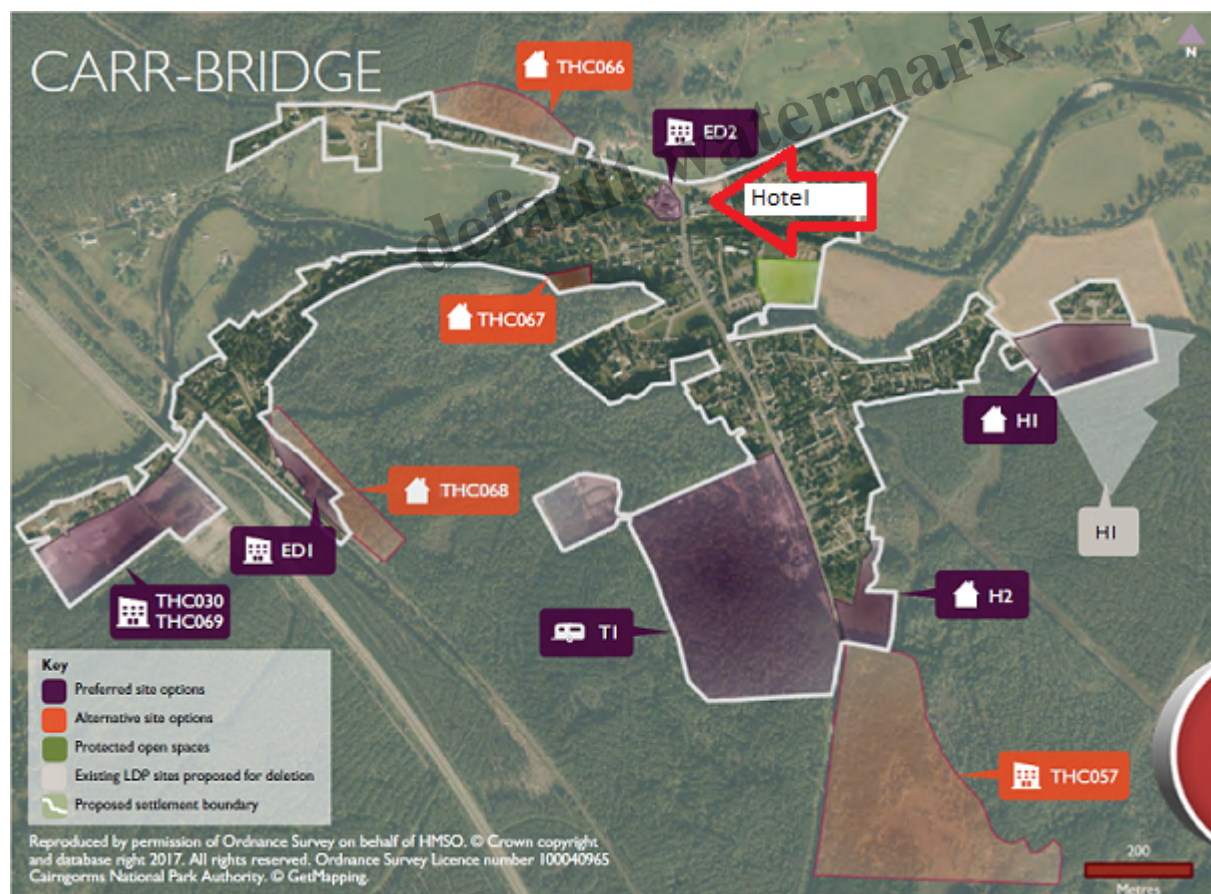 CARR-BRIDGE
THC066
N
ED2
default watermark
Hotel
THC067
H1
THC068
H1
ED1
THC030
THC069
H2
T1
Key
Preferred site options
Alternative site options
Protected open spaces
Existing LDP sites proposed for deletion
Proposed settlement boundary
THC057
Reproduced by permission of Ordnance Survey on behalf of HMSO. © Crown copyright
and database right 2017. All rights reserved. Ordnance Survey Licence number 100040965
Cairngorms National Park Authority. © GetMapping.
200
Metres